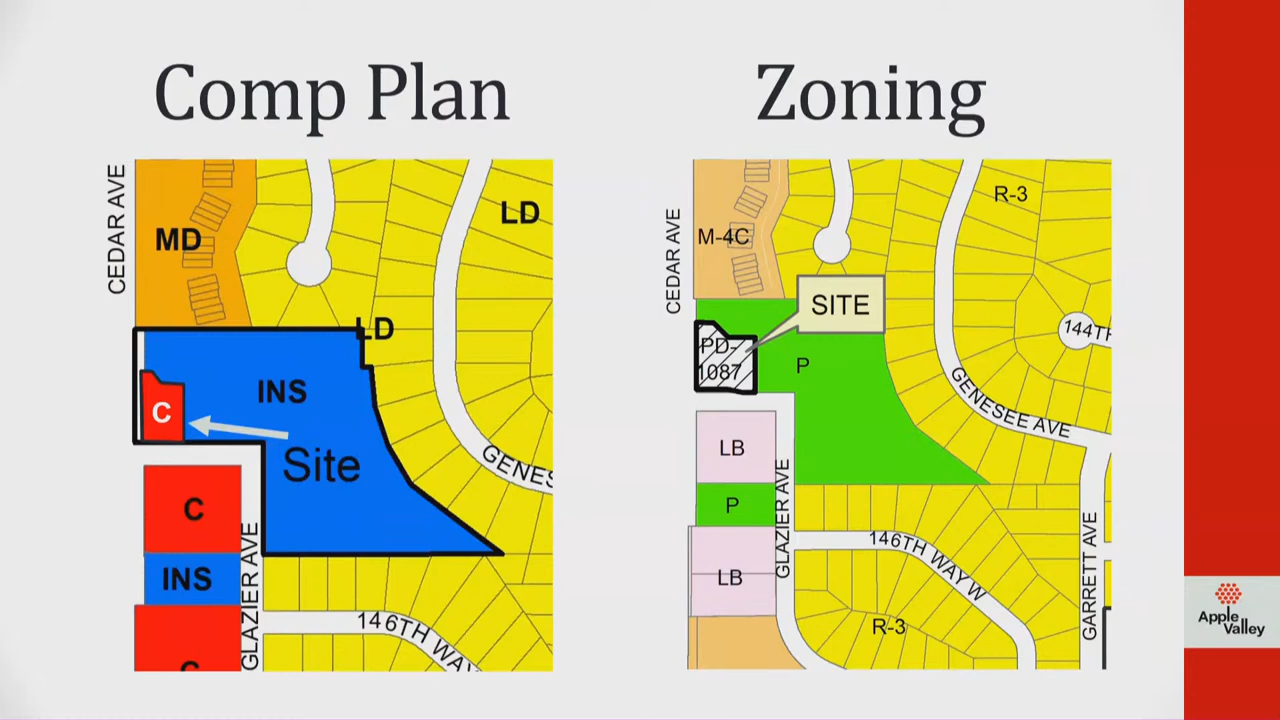 Comp Plan
CEDAR AVE
MD
LD
LD
INS
C
Site
C
INS
C
GLAZIER AVE
GENES
146TH WAY
Zoning
CEDAR AVE
M-4C
R-3
SITE
PD-
1087
P
144TH
GENESEE AVE
LB
P
LB
GLAZIER AVE
146TH WAY W
R-3
GARRETT AVE
Apple
Valley